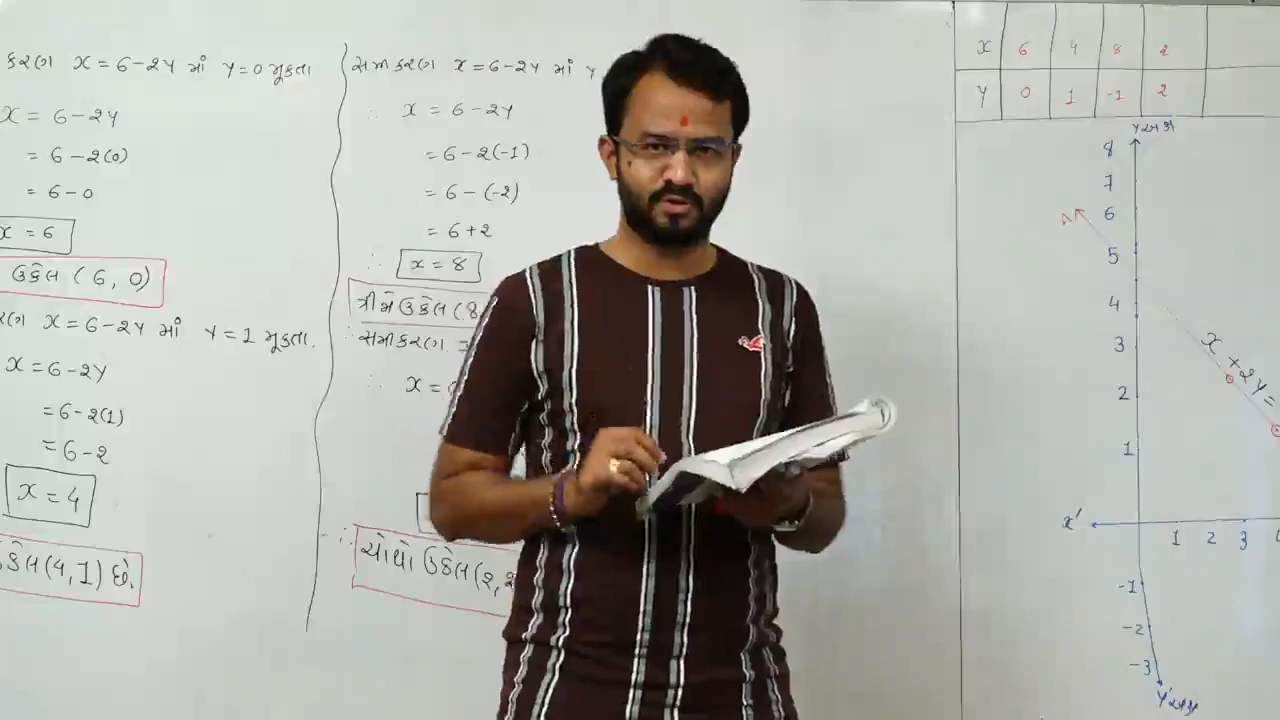 કરણ x = 6 - 2y માં y = 0 મૂકતા
x = 6 - 2y
= 6 - 2(0)
= 6 - 0
x = 6
ઉકેલ (6, 0)
x = 6 - 2y માં y = 1 મૂકતા.
x = 6 - 2y
= 6 - 2(1)
= 6 - 2
x = 4
ઉકેલ (4, 1) છે.
સમીકરણ x = 6 - 2y માં y
∴ x = 6 - 2y
= 6 - 2(-1)
= 6 - (-2)
= 6 + 2
∴ x = 8
ત્રીજો ઉકેલ (8
∴ સમીકરણ
∴ x =
∴ ચોથો ઉકેલ (2, 2
x 6 4 8 2
y 0 1 -1 2
y અક્ષ
8
7
6
5
4
3
2
1
x + 2y =
x' 1 2 3 4
-1
-2
-3
y' અક્ષ